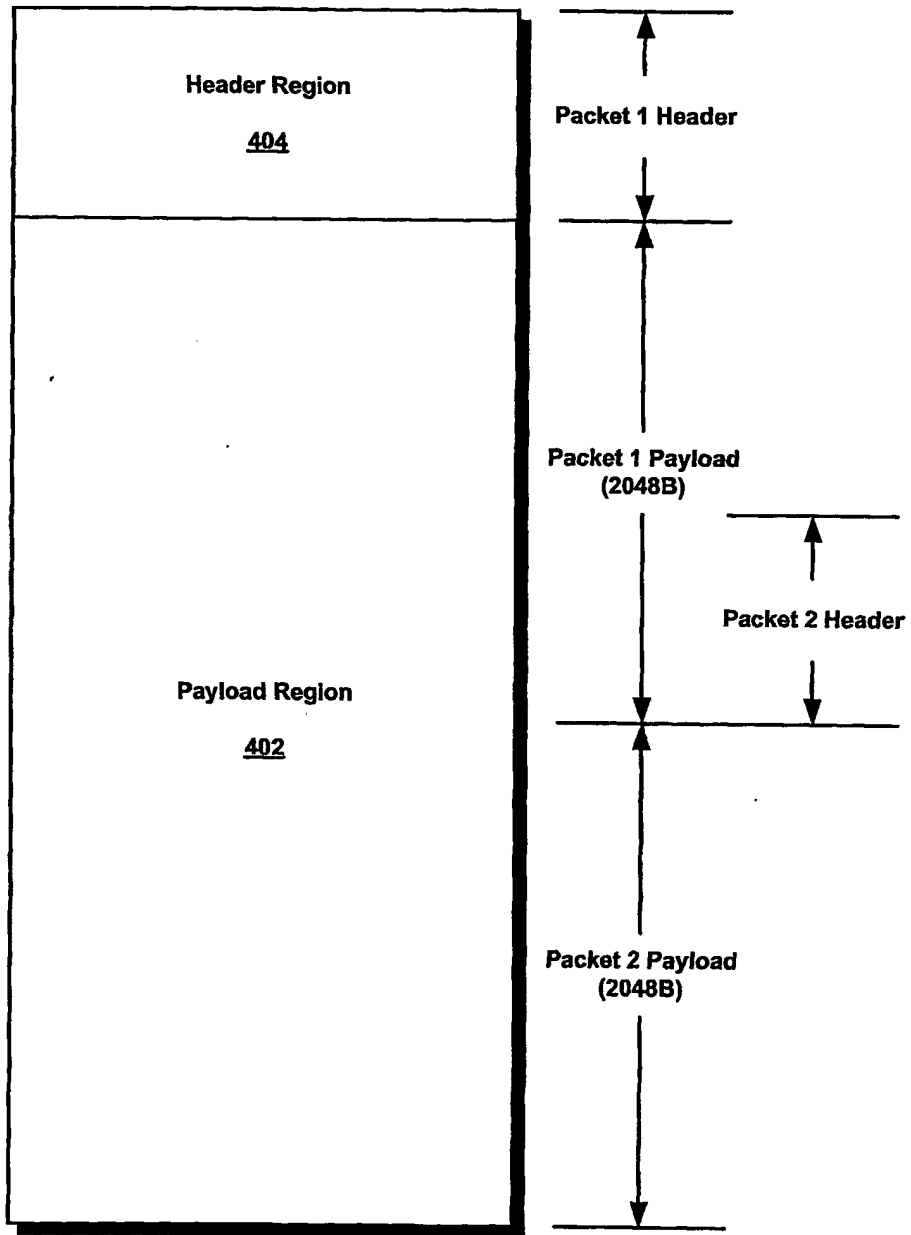 Header Region
404
Packet 1 Header
Packet 1 Payload
(2048B)
Packet 2 Header
Payload Region
402
Packet 2 Payload
(2048B)